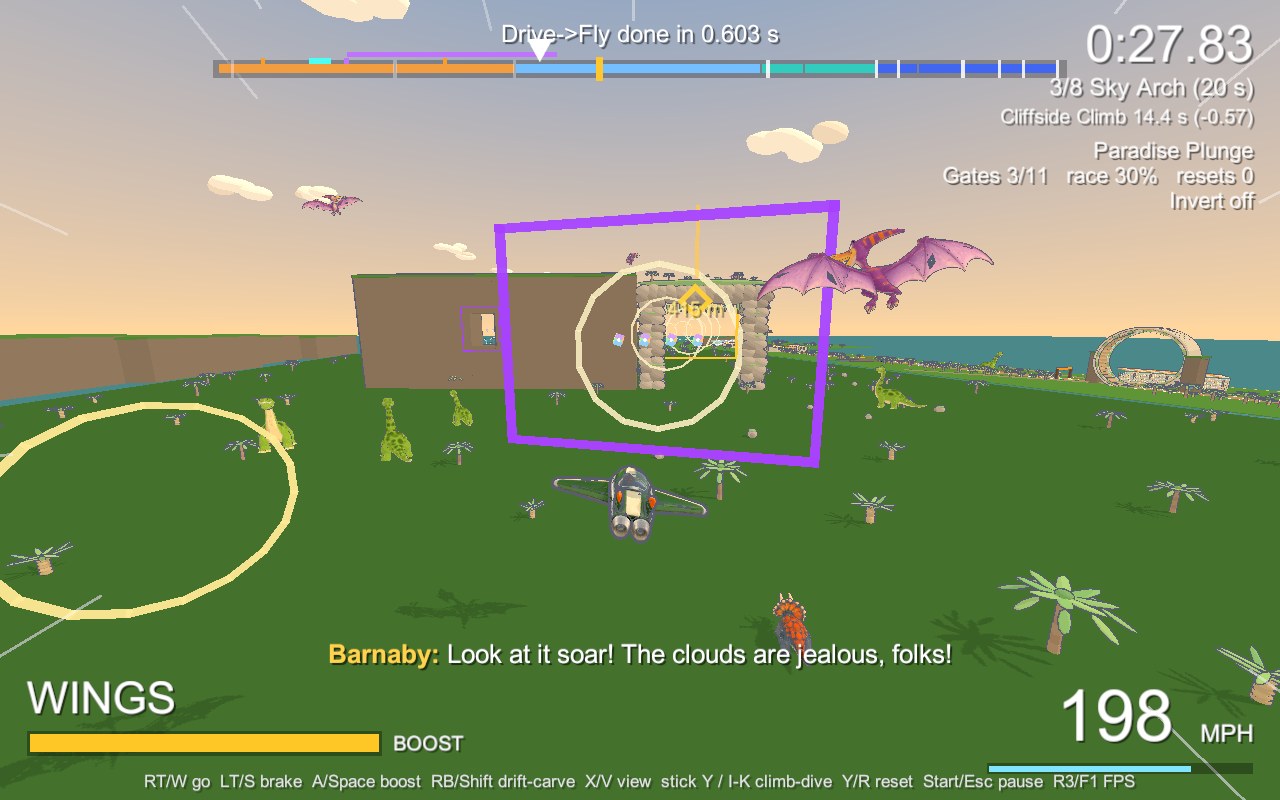 Drive->Fly done in 0.603 s
0:27.83
3/8 Sky Arch (20 s)
Cliffside Climb 14.4 s (-0.57)
Paradise Plunge
Gates 3/11 race 30% resets 0
Invert off
415 m
Barnaby: Look at it soar! The clouds are jealous, folks!
WINGS
BOOST
198 MPH
RT/W go LT/S brake A/Space boost RB/Shift drift-carve X/V view stick Y / I-K climb-dive Y/R reset Start/Esc pause R3/F1 FPS